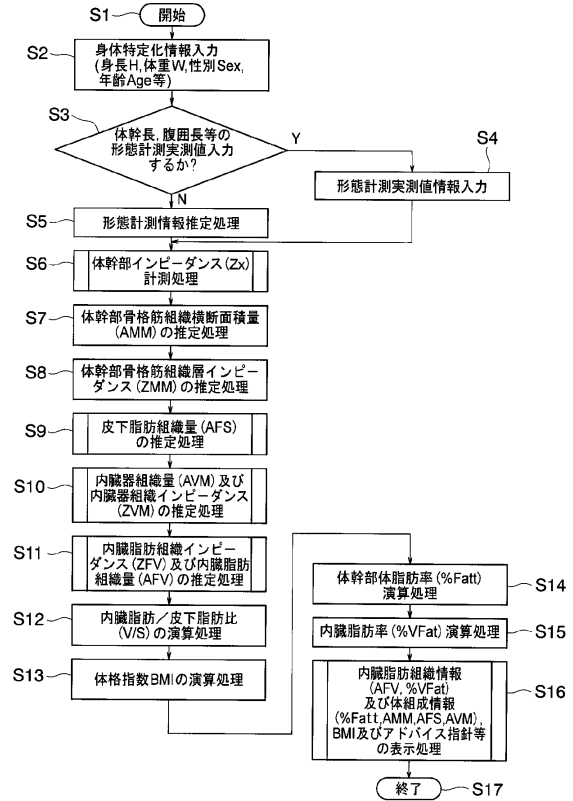 S1
開始
S2
身体特定化情報入力
(身長H,体重W,性別Sex,
年齢Age等)
S3
体幹長,腹囲長等の
形態計測実測値入力
するか?
Y
N
S4
形態計測実測値情報入力
S5
形態計測情報推定処理
S6
体幹部インピーダンス(Zx)
計測処理
S7
体幹部骨格筋組織横断面積量
(AMM)の推定処理
S8
体幹部骨格筋組織層インピー
ダンス(ZMM)の推定処理
S9
皮下脂肪組織量(AFS)
の推定処理
S10
内臓器組織量(AVM)及び
内臓器組織インピーダンス
(ZVM)の推定処理
S11
内臓脂肪組織インピー
ダンス(ZFV)及び内臓脂肪
組織量(AFV)の推定処理
S12
内臓脂肪/皮下脂肪比
(V/S)の演算処理
S13
体格指数BMIの演算処理
体幹部体脂肪率(%Fatt)
演算処理
S14
内臓脂肪率(%VFat)演算処理
S15
内臓脂肪組織情報
(AFV,%VFat)
及び体組成情報
(%Fatt,AMM,AFS,AVM),
BMI及びアドバイス指針等
の表示処理
S16
終了
S17